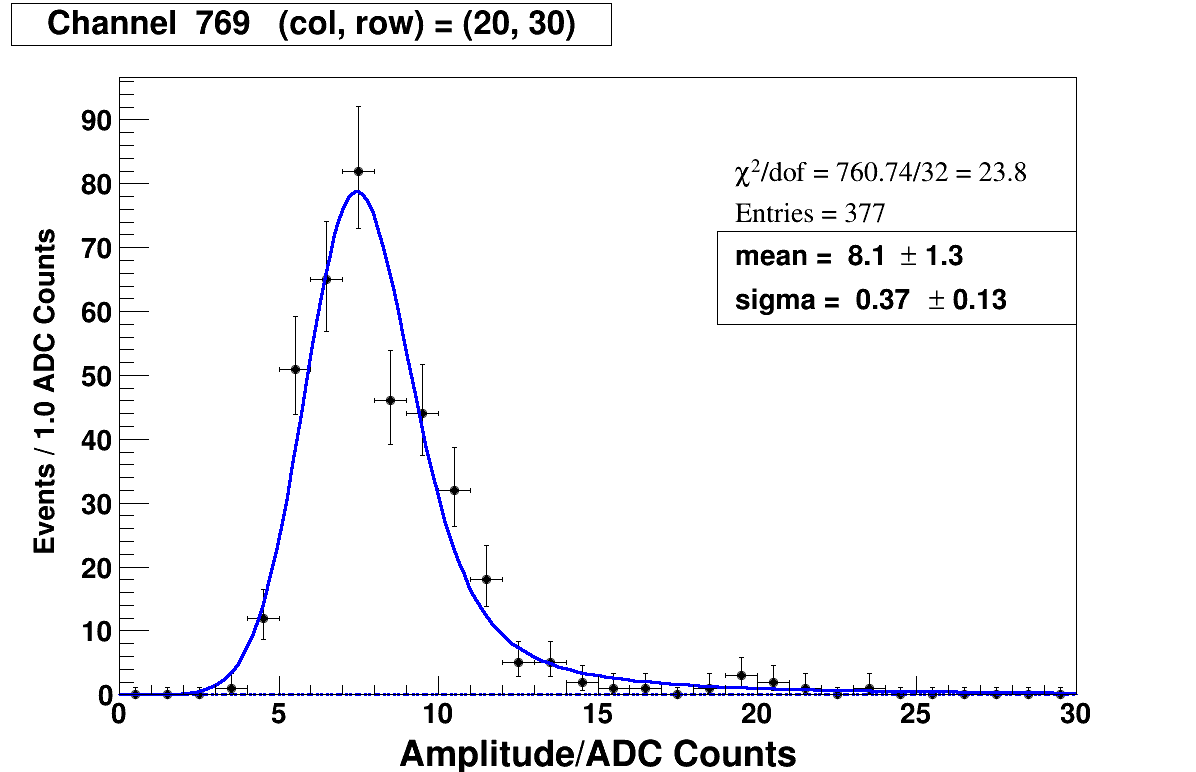 Channel 769 (col, row) = (20, 30)
χ²/dof = 760.74/32 = 23.8
Entries = 377
mean = 8.1 ± 1.3
sigma = 0.37 ± 0.13
Events / 1.0 ADC Counts
90
80
70
60
50
40
30
20
10
0
0 5 10 15 20 25 30
Amplitude/ADC Counts